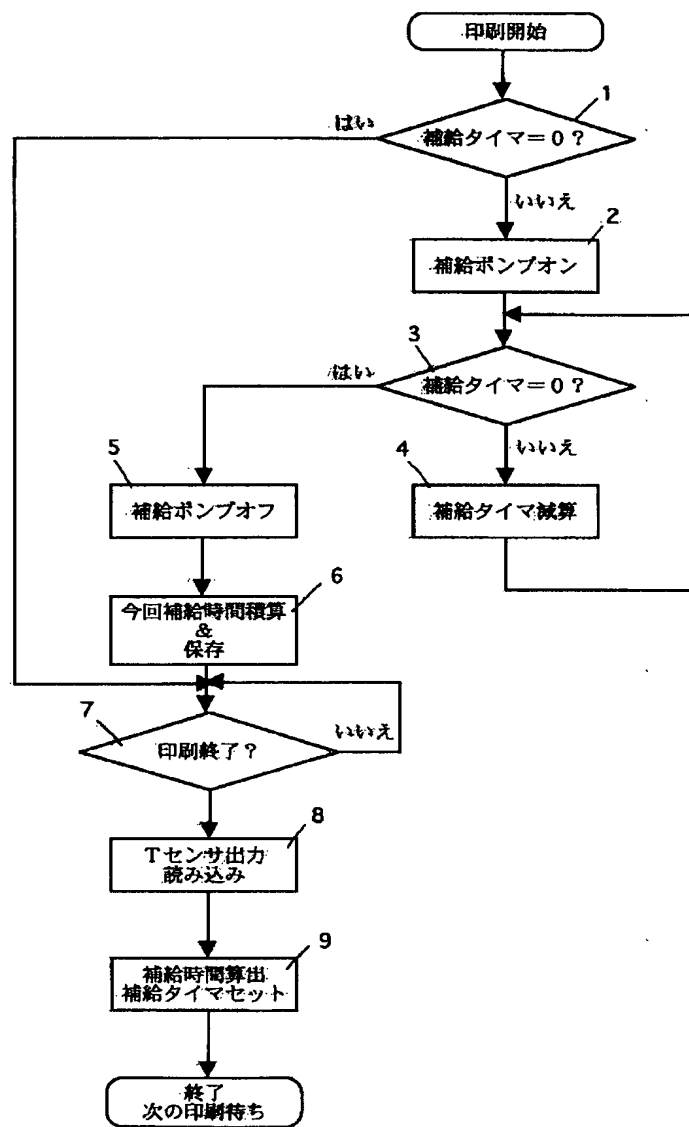 印刷開始
1
はい
補給タイマ=0?
いいえ
2
補給ポンプオン
3
はい
補給タイマ=0?
いいえ
5
4
補給ポンプオフ
補給タイマ減算
6
今回補給時間積算
&
保存
7
印刷終了?
いいえ
8
Tセンサ出力
読み込み
9
補給時間算出
補給タイマセット
終了
次の印刷待ち